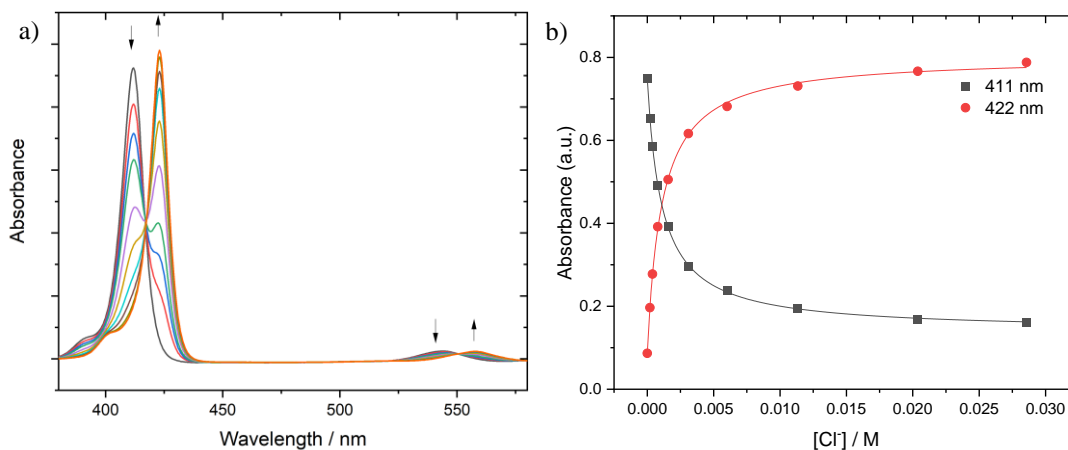 a)
Absorbance
400
450
500
550
Wavelength / nm
b)
0.8
0.6
0.4
0.2
0.0
Absorbance (a.u.)
411 nm
422 nm
0.000
0.005
0.010
0.015
0.020
0.025
0.030
[Cl⁻] / M